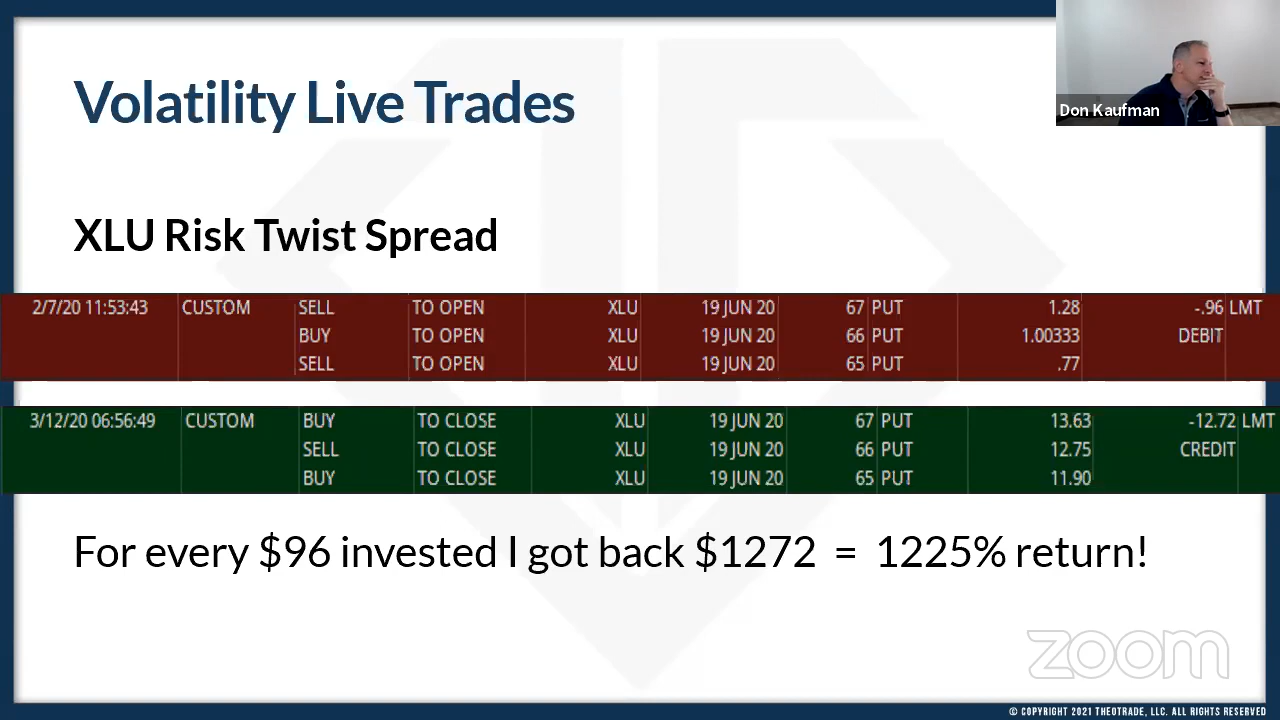 Volatility Live Trades
Don Kaufman
XLU Risk Twist Spread
2/7/20 11:53:43 CUSTOM SELL TO OPEN XLU 19 JUN 20 67 PUT 1.28 -.96 LMT
BUY TO OPEN XLU 19 JUN 20 66 PUT 1.00333 DEBIT
SELL TO OPEN XLU 19 JUN 20 65 PUT .77
3/12/20 06:56:49 CUSTOM BUY TO CLOSE XLU 19 JUN 20 67 PUT 13.63 -12.72 LMT
SELL TO CLOSE XLU 19 JUN 20 66 PUT 12.75 CREDIT
BUY TO CLOSE XLU 19 JUN 20 65 PUT 11.90
For every $96 invested I got back $1272 = 1225% return!
zoom
© COPYRIGHT 2021 THEOTRADE, LLC. ALL RIGHTS RESERVED